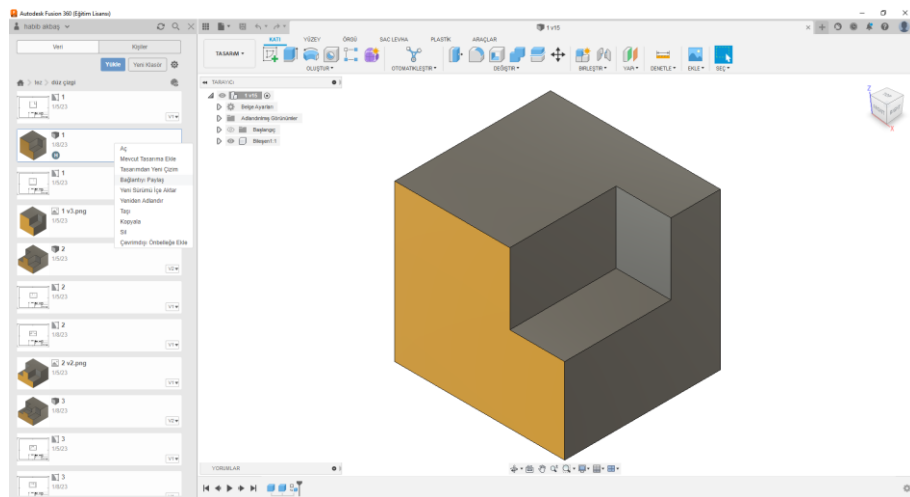 Autodesk Fusion 360 (Eğitim Lisansı)
habib akbaş
1 v15
Veri
Kişiler
Yükle
Yeni Klasör
tez > düz çizgi
1
1/5/23
V1
1
1/8/23
1
1/5/23
1 v3.png
1/5/23
2
1/5/23
V2
2
1/5/23
V1
2
1/5/23
V1
2 v2.png
1/5/23
V1
3
1/5/23
V2
3
1/5/23
V1
3
1/5/23
Aç
Mevcut Tasarıma Ekle
Tasarımdan Yeni Çizim
Bağlantıyı Paylaş
Yeni Sürümü İçe Aktar
Yeniden Adlandır
Taşı
Kopyala
Sil
Çevrimdışı Önbelleğe Ekle
TASARIM
KATI
YÜZEY
ÖRGÜ
SAC LEVHA
PLASTİK
ARAÇLAR
OLUŞTUR
OTOMATİKLEŞTİR
DEĞİŞTİR
BİRLEŞTİR
YAPI
DENETLE
EKLE
SEÇ
TARAYICI
1 v15
Belge Ayarları
Adlandırılmış Görünümler
Başlangıç
Bileşen1:1
YORUMLAR
Z
X